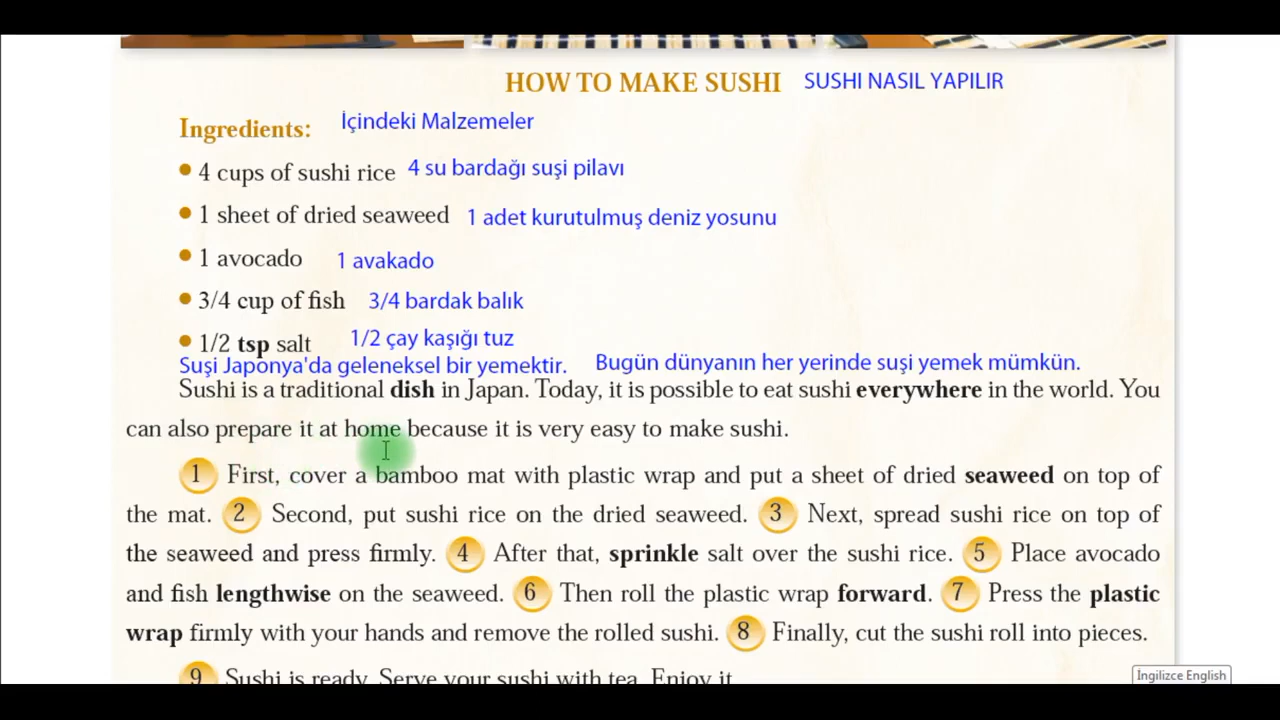 HOW TO MAKE SUSHI SUSHI NASIL YAPILIR
Ingredients: İçindeki Malzemeler
• 4 cups of sushi rice 4 su bardağı suşi pilavı
• 1 sheet of dried seaweed 1 adet kurutulmuş deniz yosunu
• 1 avocado 1 avakado
• 3/4 cup of fish 3/4 bardak balık
• 1/2 tsp salt 1/2 çay kaşığı tuz
Suşi Japonya'da geleneksel bir yemektir. Bugün dünyanın her yerinde suşi yemek mümkün.
Sushi is a traditional dish in Japan. Today, it is possible to eat sushi everywhere in the world. You
can also prepare it at home because it is very easy to make sushi.
1 First, cover a bamboo mat with plastic wrap and put a sheet of dried seaweed on top of
the mat. 2 Second, put sushi rice on the dried seaweed. 3 Next, spread sushi rice on top of
the seaweed and press firmly. 4 After that, sprinkle salt over the sushi rice. 5 Place avocado
and fish lengthwise on the seaweed. 6 Then roll the plastic wrap forward. 7 Press the plastic
wrap firmly with your hands and remove the rolled sushi. 8 Finally, cut the sushi roll into pieces.
9 Sushi is ready. Serve your sushi with tea. Enjoy it
İngilizce English